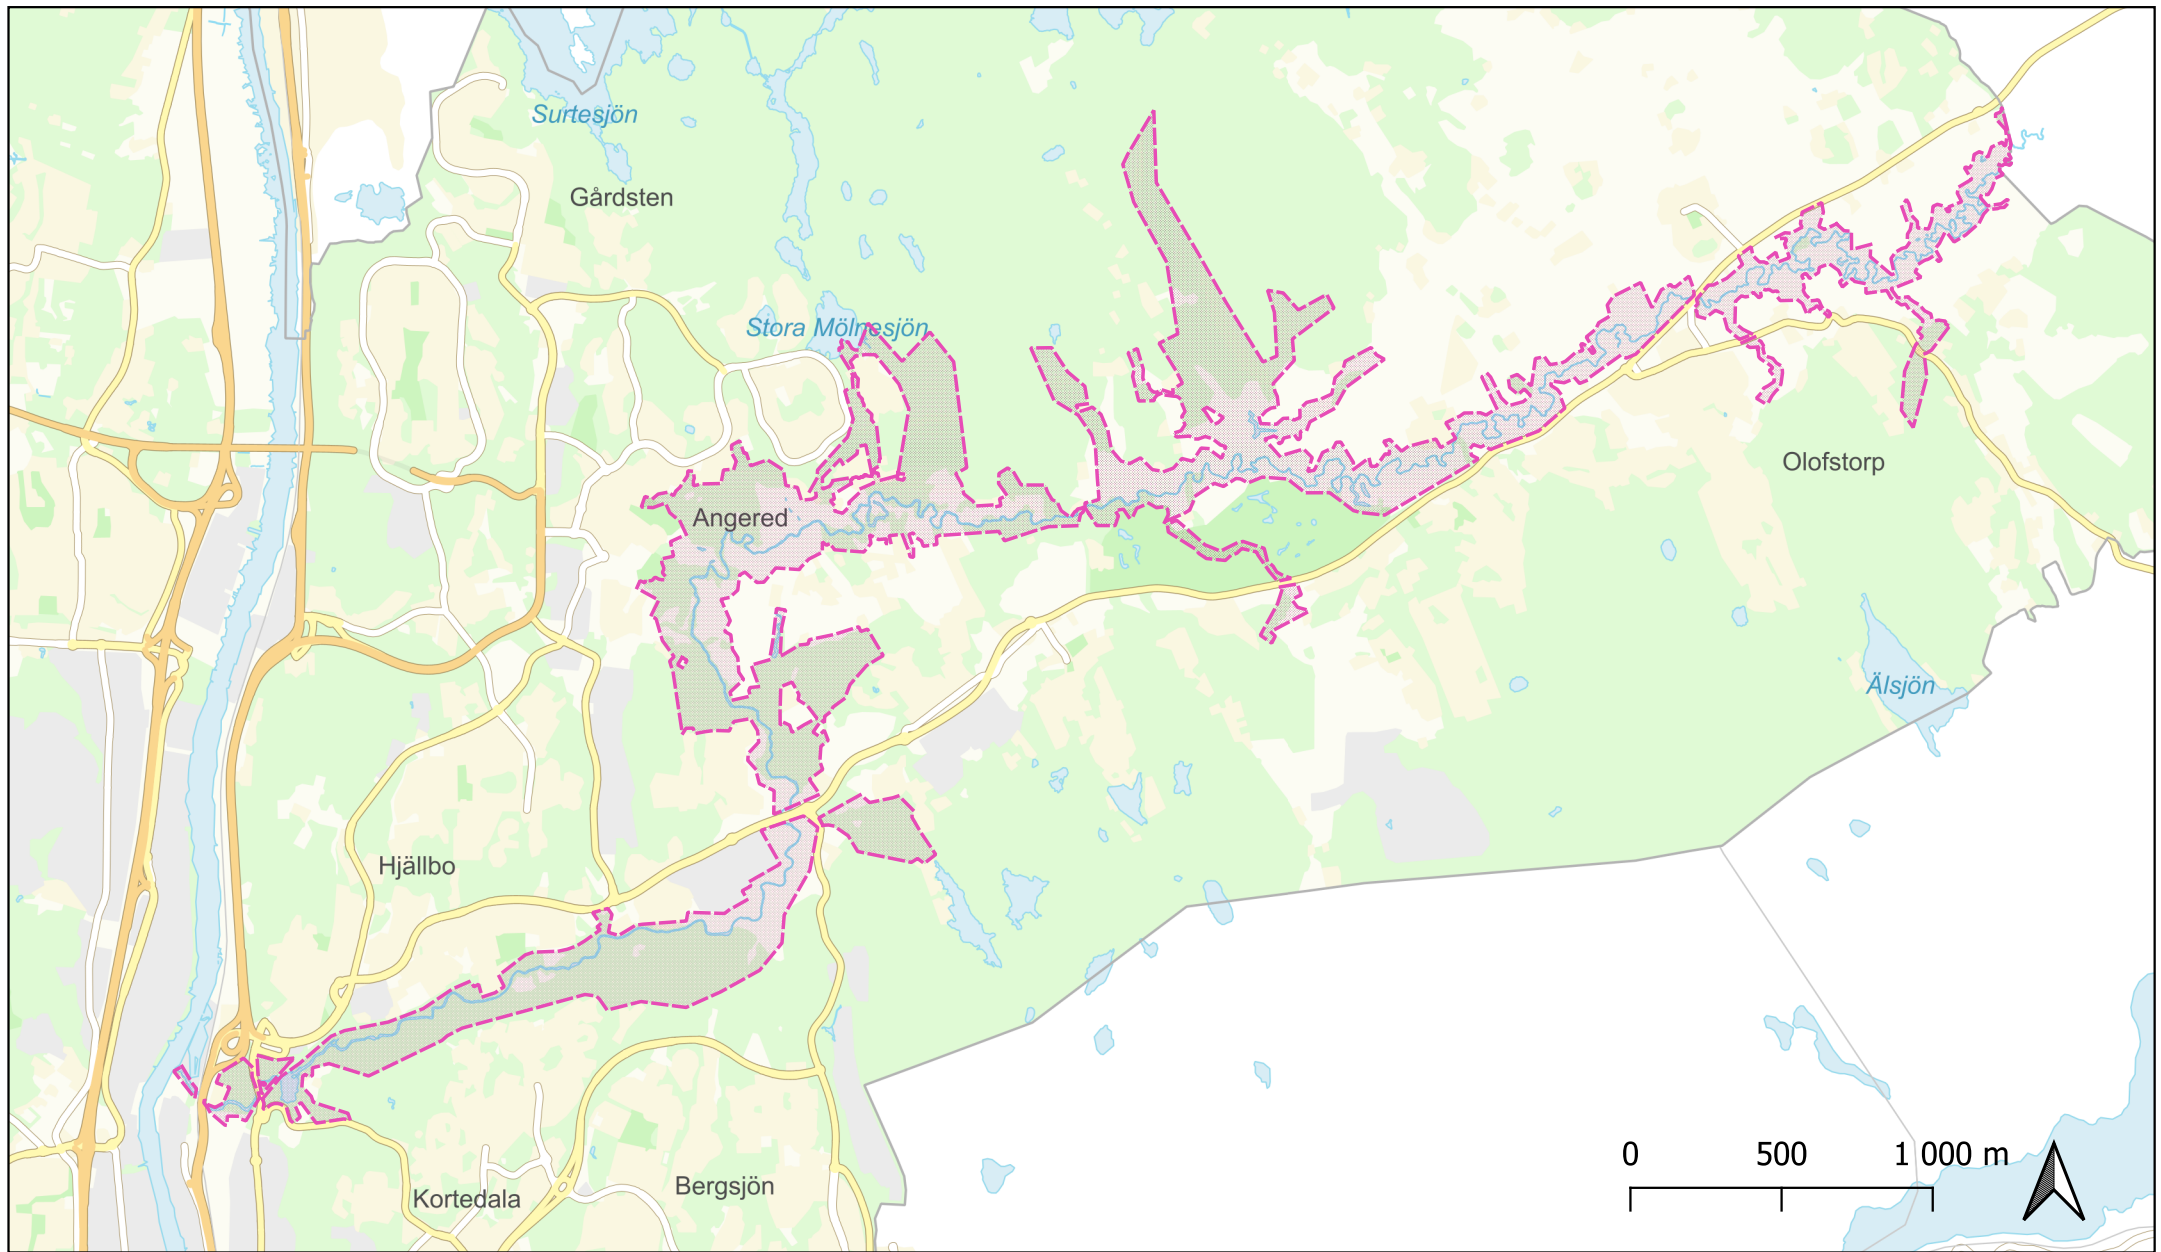 Surtesjön
Gårdsten
Stora Mölnesjön
Angered
Olofstorp
Älsjön
Hjällbo
Kortedala
Bergsjön
0 500 1 000 m